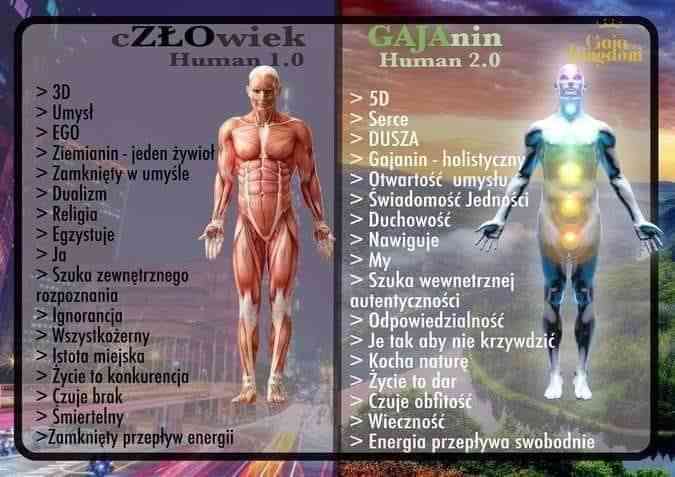 cZŁOwiek
Human 1.0
> 3D
> Umysł
> EGO
> Ziemianin - jeden żywioł
> Zamknięty w umyśle
> Dualizm
> Religia
> Egzystuje
> Ja
> Szuka zewnętrznego
rozpoznania
> Ignorancja
> Wszystkożerny
> Istota miejska
> Życie to konkurencja
> Czuje brak
> Śmiertelny
>Zamknięty przepływ energii
GAJAnin
Human 2.0
Gaja
Kingdom
> 5D
> Serce
> DUSZA
> Gajanin - holistyczny
> Otwartość umysłu
> Świadomość Jedności
> Duchowość
> Nawiguje
> My
> Szuka wewnetrznej
autentyczności
> Odpowiedzialność
> Je tak aby nie krzywdzić
> Kocha naturę
> Życie to dar
> Czuje obfitość
> Wieczność
> Energia przepływa swobodnie